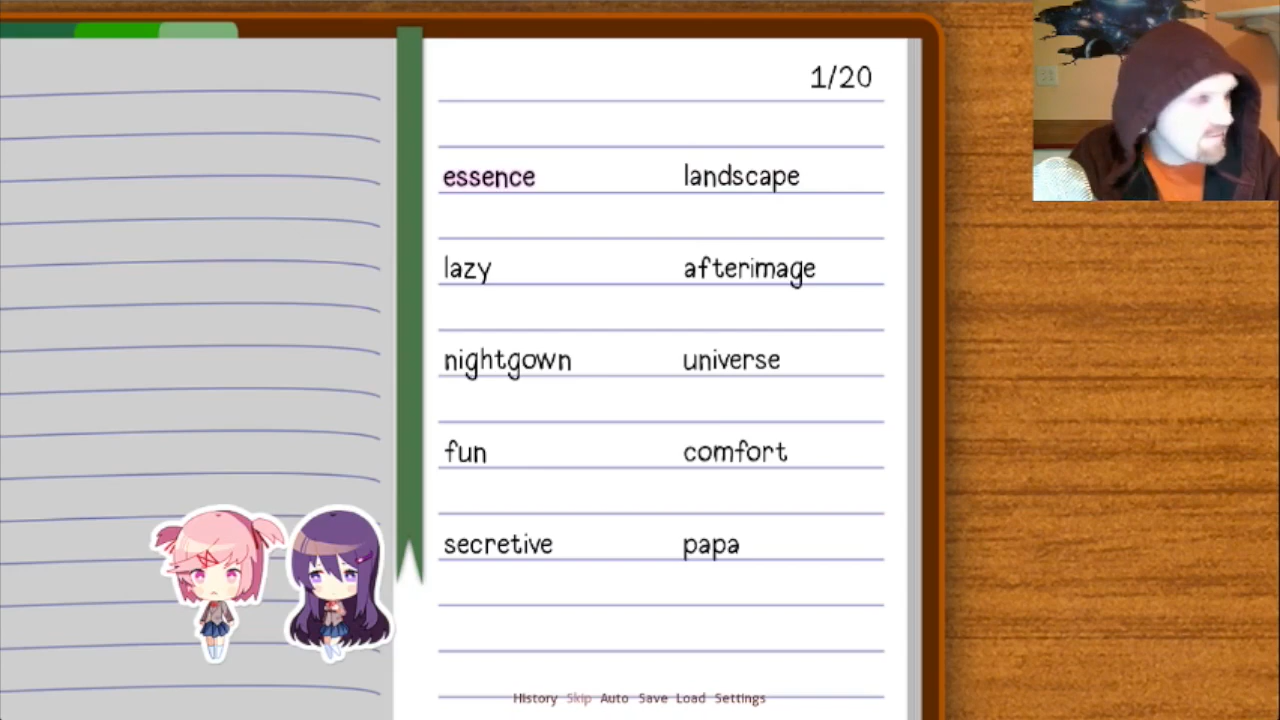 1/20
essence landscape
lazy afterimage
nightgown universe
fun comfort
secretive papa
History Skip Auto Save Load Settings